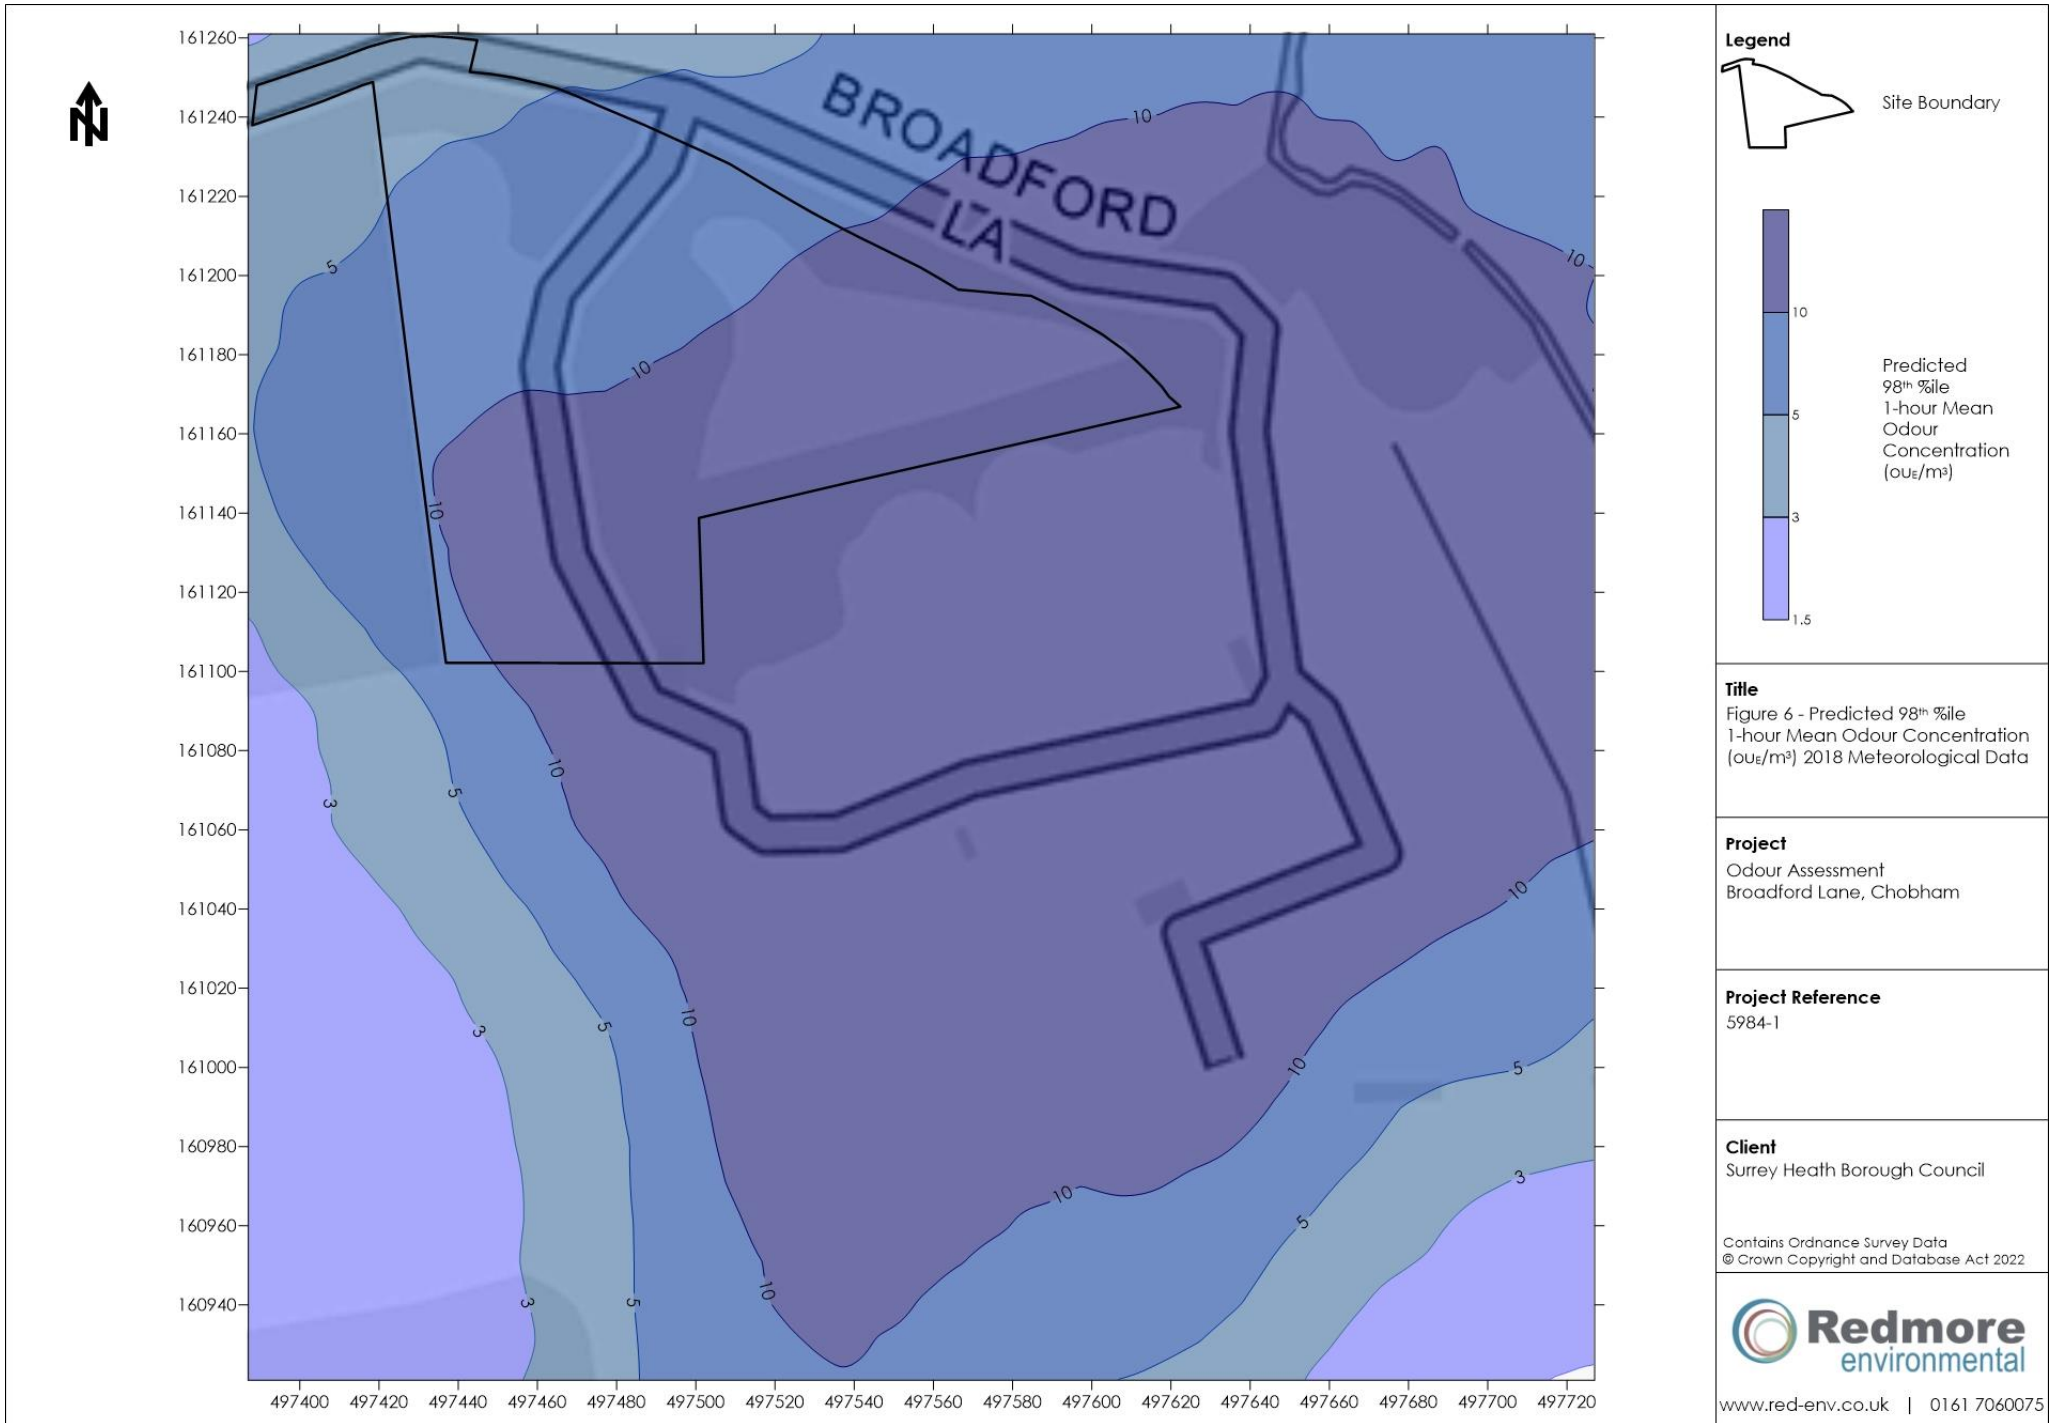 161260
161240
161220
161200
161180
161160
161140
161120
161100
161080
161060
161040
161020
161000
160980
160960
160940
497400 497420 497440 497460 497480 497500 497520 497540 497560 497580 497600 497620 497640 497660 497680 497700 497720
N
BROADFORD
LA
10
10
5
10
10
10
5
3
10
3
5
10
10
5
10
3
5
3
5
10
Legend
Site Boundary
10
5
3
1.5
Predicted
98th %ile
1-hour Mean
Odour
Concentration
(ouE/m³)
Title
Figure 6 - Predicted 98th %ile
1-hour Mean Odour Concentration
(ouE/m³) 2018 Meteorological Data
Project
Odour Assessment
Broadford Lane, Chobham
Project Reference
5984-1
Client
Surrey Heath Borough Council
Contains Ordnance Survey Data
© Crown Copyright and Database Act 2022
Redmore
environmental
www.red-env.co.uk | 0161 7060075